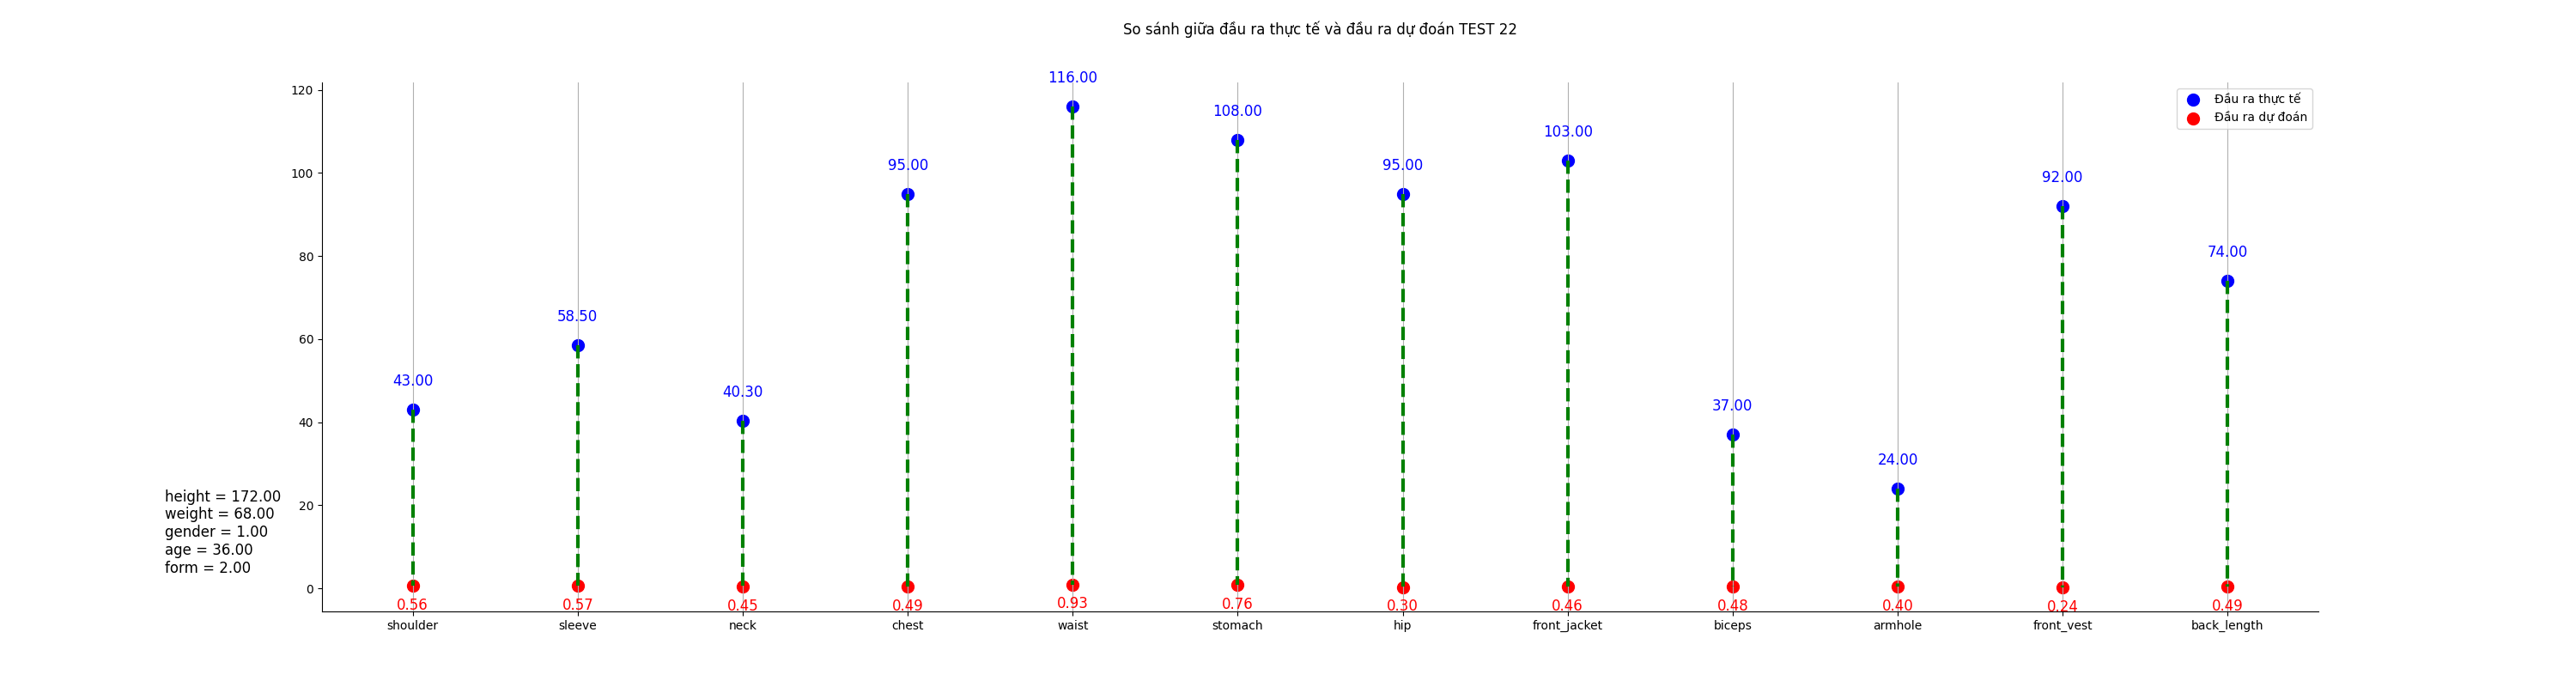 So sánh giữa đầu ra thực tế và đầu ra dự đoán TEST 22
Đầu ra thực tế
Đầu ra dự đoán
120
100
80
60
40
20
0
43.00
58.50
40.30
95.00
116.00
108.00
95.00
103.00
37.00
24.00
92.00
74.00
height = 172.00
weight = 68.00
gender = 1.00
age = 36.00
form = 2.00
0.56
0.57
0.45
0.49
0.93
0.76
0.30
0.46
0.48
0.40
0.24
0.49
shoulder
sleeve
neck
chest
waist
stomach
hip
front_jacket
biceps
armhole
front_vest
back_length